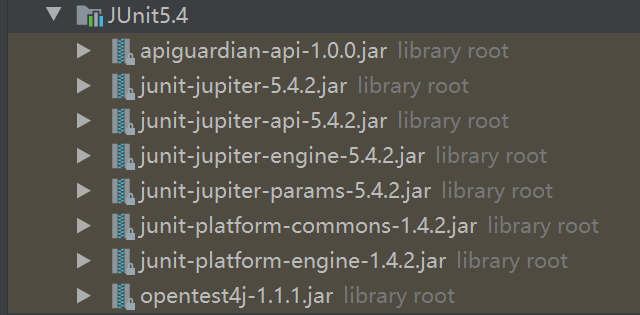 JUnit5.4
apiguardian-api-1.0.0.jar library root
junit-jupiter-5.4.2.jar library root
junit-jupiter-api-5.4.2.jar library root
junit-jupiter-engine-5.4.2.jar library root
junit-jupiter-params-5.4.2.jar library root
junit-platform-commons-1.4.2.jar library root
junit-platform-engine-1.4.2.jar library root
opentest4j-1.1.1.jar library root